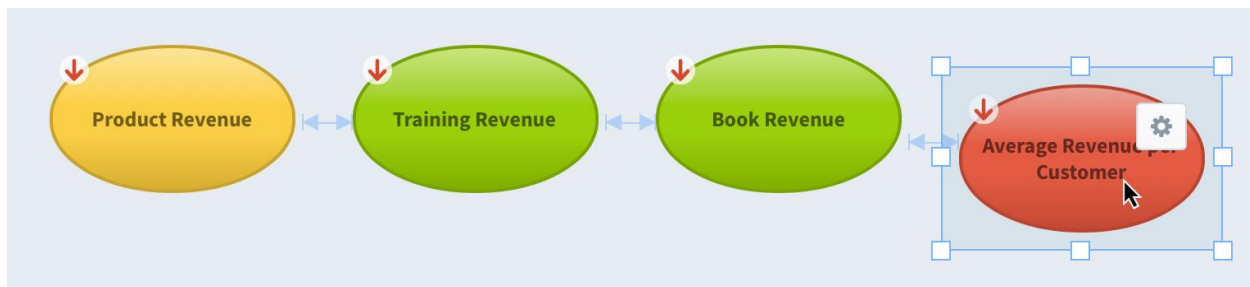 Product Revenue
Training Revenue
Book Revenue
Average Revenue per
Customer